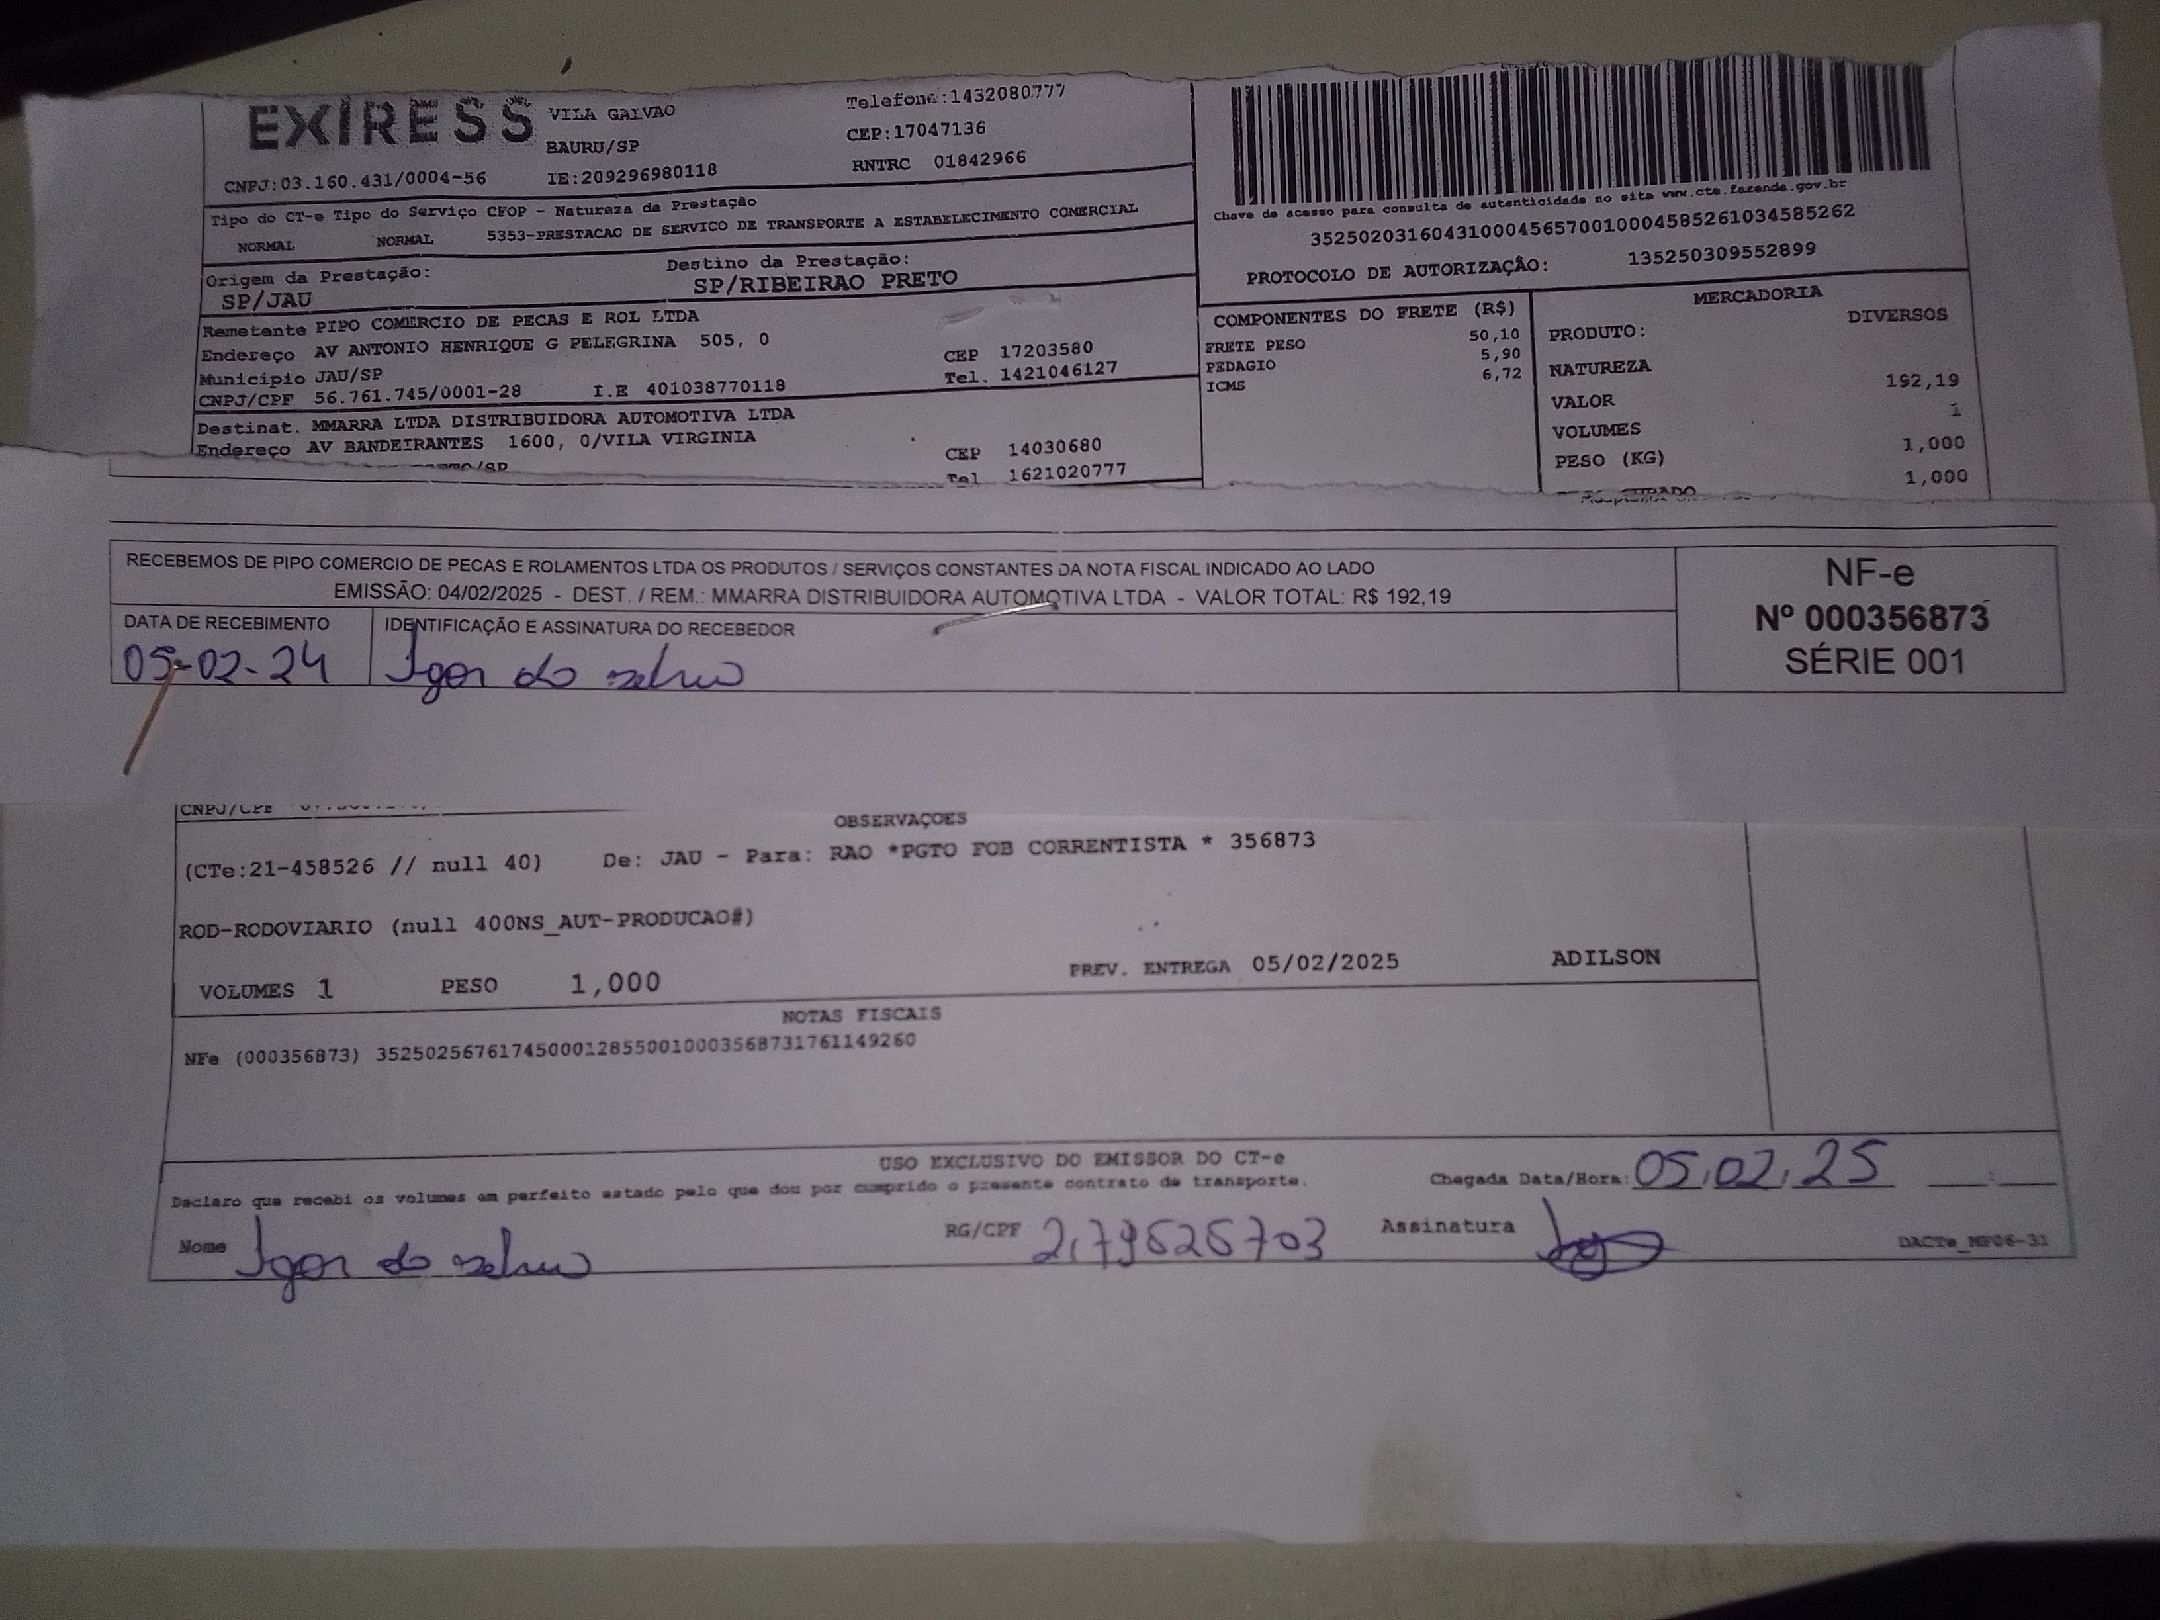 EXPRESS VILA GALVAO Telefone:1432080777
BAURU/SP CEP:17047136
CNPJ:03.160.431/0004-56 IE:209296980118 RNTRC 01842966
Tipo do CT-e Tipo do Serviço CFOP - Natureza da Prestação
NORMAL NORMAL 5353-PRESTACAO DE SERVICO DE TRANSPORTE A ESTABELECIMENTO COMERCIAL
Origem da Prestação: Destino da Prestação:
SP/JAU SP/RIBEIRAO PRETO
Remetente PIPO COMERCIO DE PECAS E ROL LTDA
Endereço AV ANTONIO HENRIQUE G PELEGRINA 505, 0 CEP 17203580
Município JAU/SP Tel. 1421046127
CNPJ/CPF 56.761.745/0001-28 I.E 401038770118
Destinat. MMARRA LTDA DISTRIBUIDORA AUTOMOTIVA LTDA
Endereço AV BANDEIRANTES 1600, 0/VILA VIRGINIA CEP 14030680
Tel 1621020777
Chave de acesso para consulta de autenticidade no site www.cte.fazenda.gov.br
35250203160431000456570010004585261034585262
PROTOCOLO DE AUTORIZAÇÃO: 135250309552899
COMPONENTES DO FRETE (R$)
FRETE PESO 50,10
PEDAGIO 5,90
ICMS 6,72
MERCADORIA
PRODUTO: DIVERSOS
NATUREZA
VALOR 192,19
VOLUMES 1
PESO (KG) 1,000
1,000
RECEBEMOS DE PIPO COMERCIO DE PECAS E ROLAMENTOS LTDA OS PRODUTOS / SERVIÇOS CONSTANTES DA NOTA FISCAL INDICADO AO LADO
EMISSÃO: 04/02/2025 - DEST. / REM.: MMARRA DISTRIBUIDORA AUTOMOTIVA LTDA - VALOR TOTAL: R$ 192,19
DATA DE RECEBIMENTO IDENTIFICAÇÃO E ASSINATURA DO RECEBEDOR
05-02-24 Igor da
NF-e
Nº 000356873
SÉRIE 001
CNPJ/CPF
OBSERVAÇOES
(CTe:21-458526 // null 40) De: JAU - Para: RAO *PGTO FOB CORRENTISTA * 356873
ROD-RODOVIARIO (null 400NS_AUT-PRODUCAO#)
VOLUMES 1 PESO 1,000 PREV. ENTREGA 05/02/2025 ADILSON
NOTAS FISCAIS
NFe (000356873) 35250256761745000128550010003568731761149260
USO EXCLUSIVO DO EMISSOR DO CT-e
Declaro que recebi os volumes em perfeito estado pelo que dou por cumprido o presente contrato de transporte. Chegada Data/Hora: 05/02/25
Nome Igor da RG/CPF Assinatura
DACTe_MF06-31